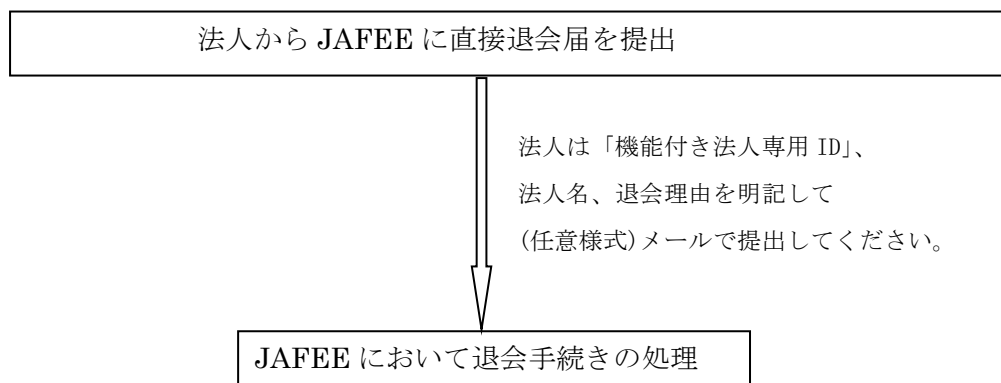 法人から JAFEE に直接退会届を提出
法人は「機能付き法人専用 ID」、
法人名、退会理由を明記して
(任意様式)メールで提出してください。
JAFEE において退会手続きの処理